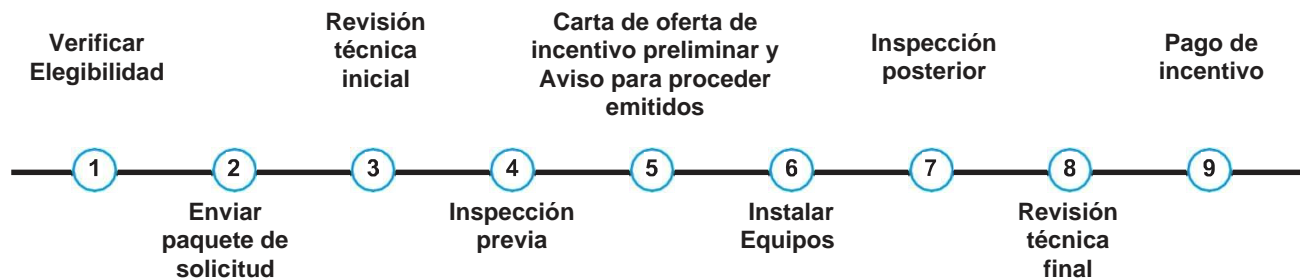 Verificar
Elegibilidad
Revisión
técnica
inicial
Carta de oferta de
incentivo preliminar y
Aviso para proceder
emitidos
Inspección
posterior
Pago de
incentivo
1
2
3
4
5
6
7
8
9
Enviar
paquete de
solicitud
Inspección
previa
Instalar
Equipos
Revisión
técnica
final